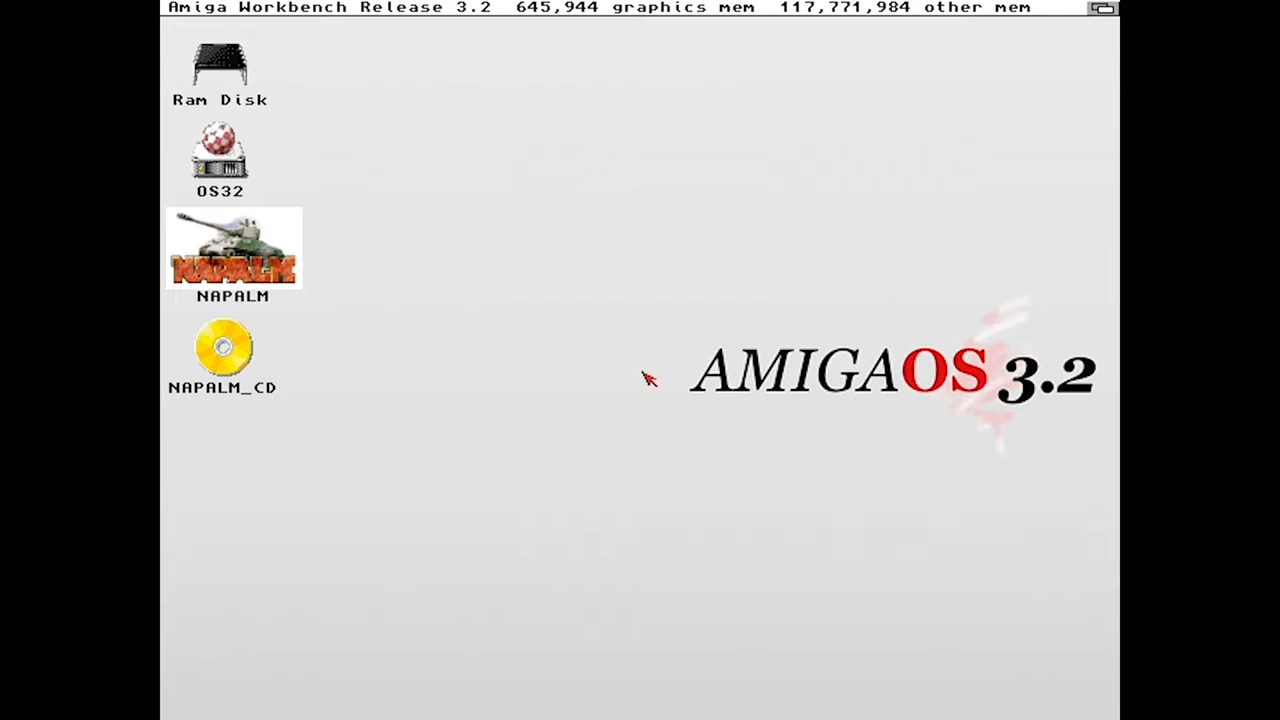 Amiga Workbench Release 3.2  645,944 graphics mem  117,771,984 other mem
Ram Disk
OS32
NAPALM
NAPALM
NAPALM_CD
AMIGAOS 3.2